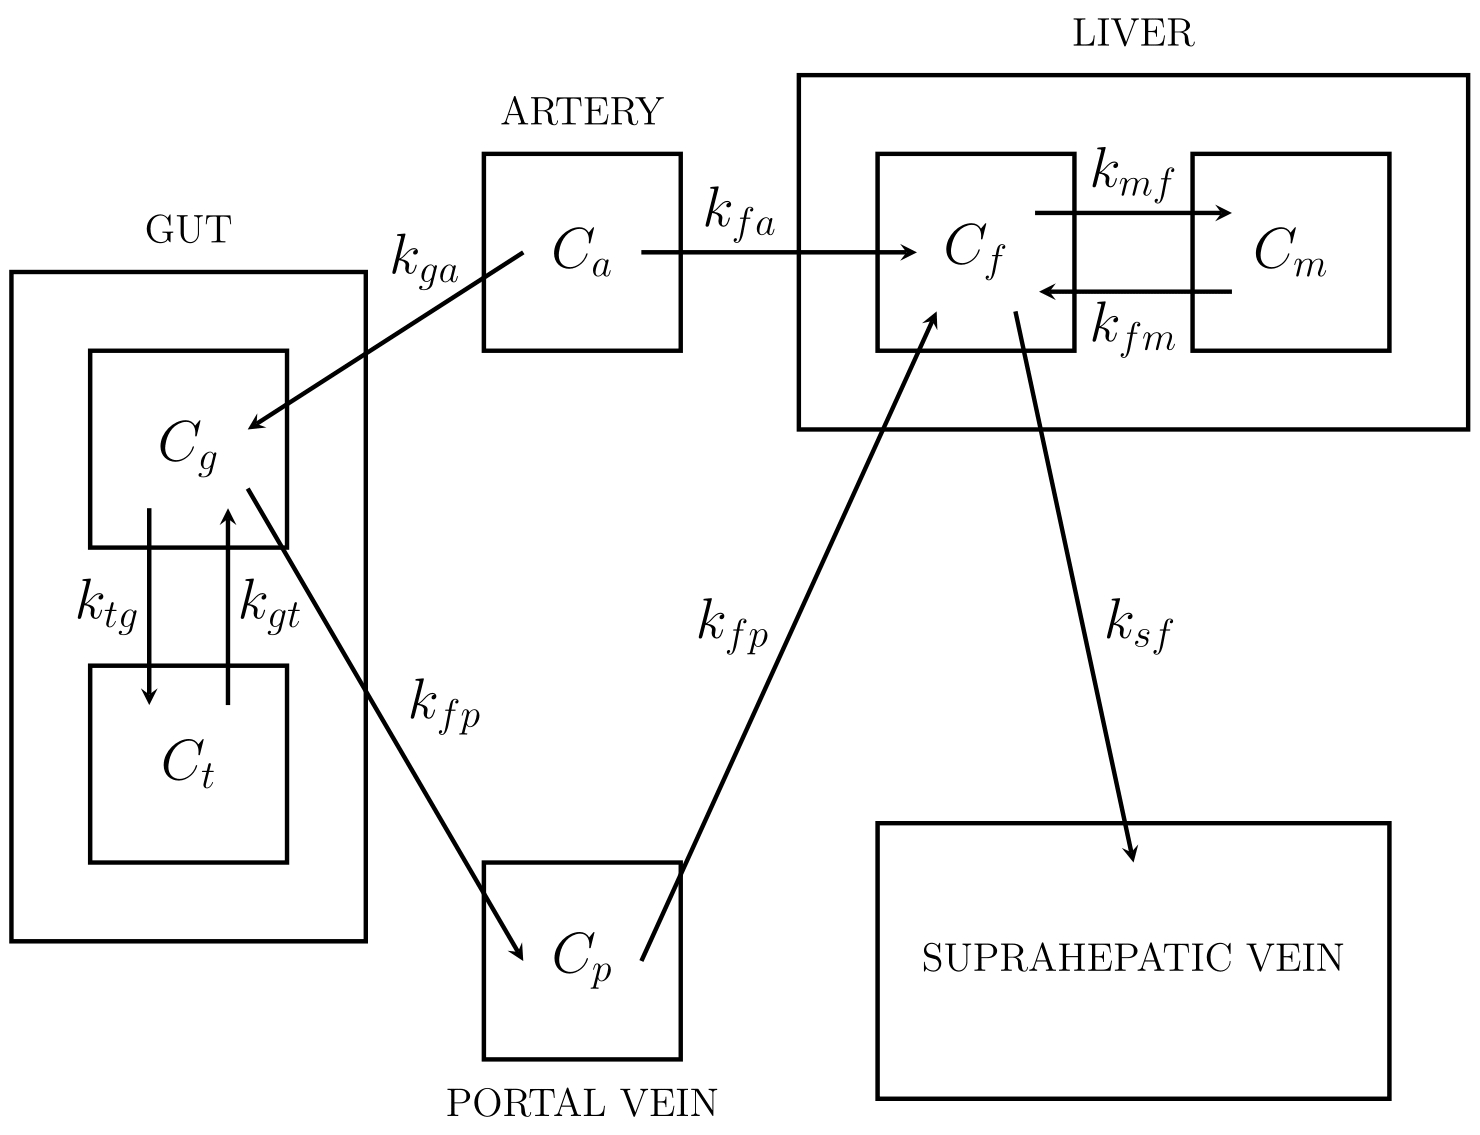 LIVER
ARTERY
k_{mf}
k_{fa}
GUT
k_{ga}
C_a
C_f
C_m
k_{fm}
C_g
k_{tg}
k_{gt}
k_{fp}
k_{sf}
k_{fp}
C_t
C_p
SUPRAHEPATIC VEIN
PORTAL VEIN